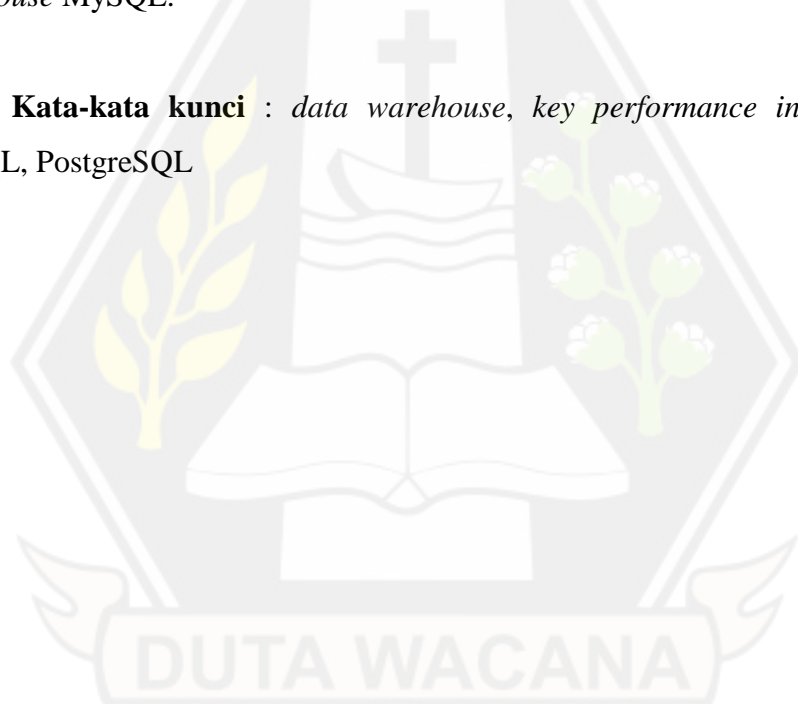 ouse MySQL.
Kata-kata kunci : data warehouse, key performance in
L, PostgreSQL
DUTA WACANA